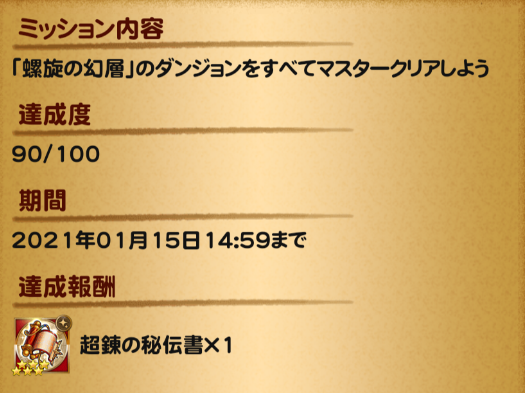 ミッション内容
「螺旋の幻層」のダンジョンをすべてマスタークリアしよう
達成度
90/100
期間
2021年01月15日14:59まで
達成報酬
超錬の秘伝書×1